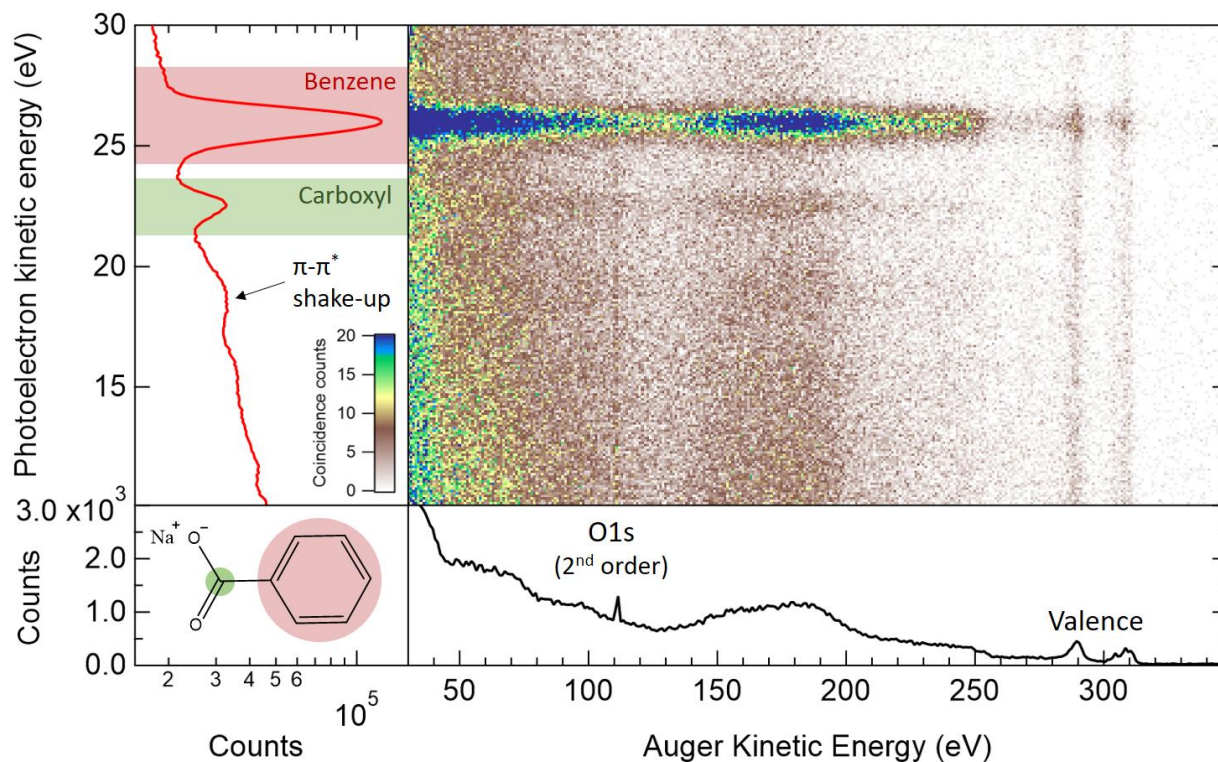 Photoelectron kinetic energy (eV)
30
25
20
15
Benzene
Carboxyl
π-π*
shake-up
Coincidence counts
20
15
10
5
0
Counts
3.0 x10³
2.0
1.0
0.0
Na⁺
O⁻
O
2 3 4 5 6
10⁵
Counts
O1s
(2nd order)
Valence
50 100 150 200 250 300
Auger Kinetic Energy (eV)